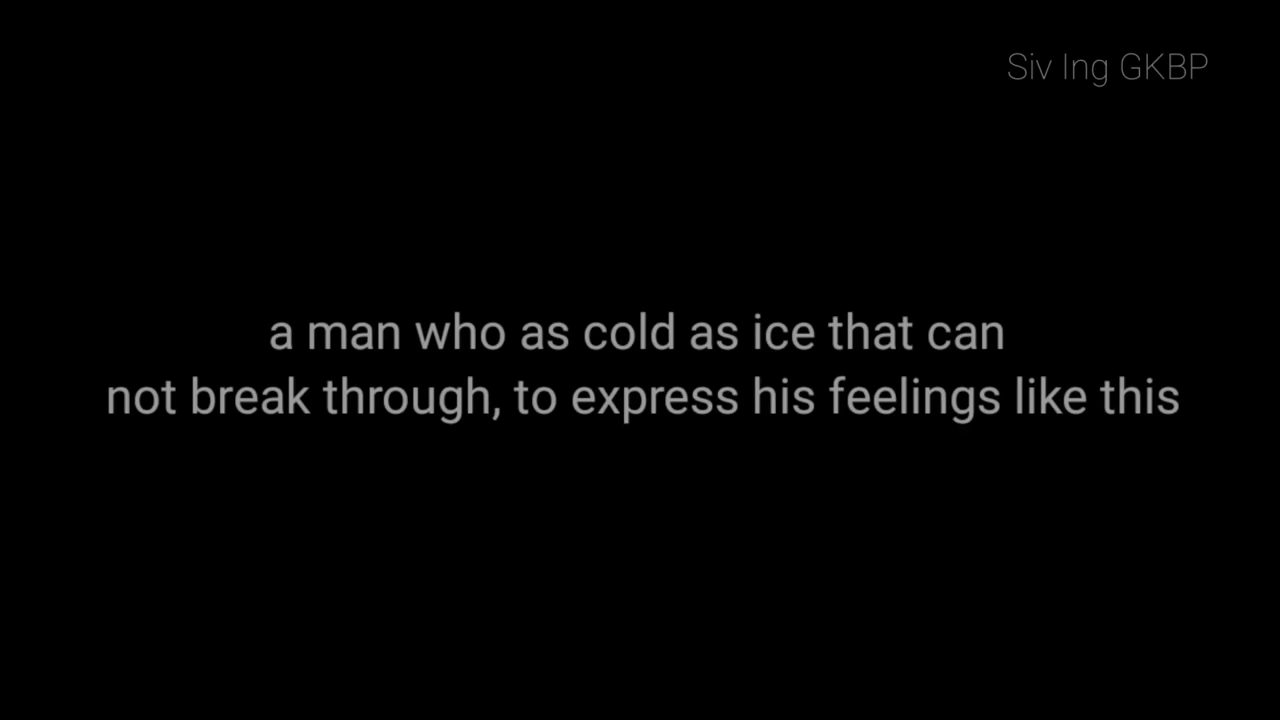 Siv Ing GKBP
a man who as cold as ice that can
not break through, to express his feelings like this